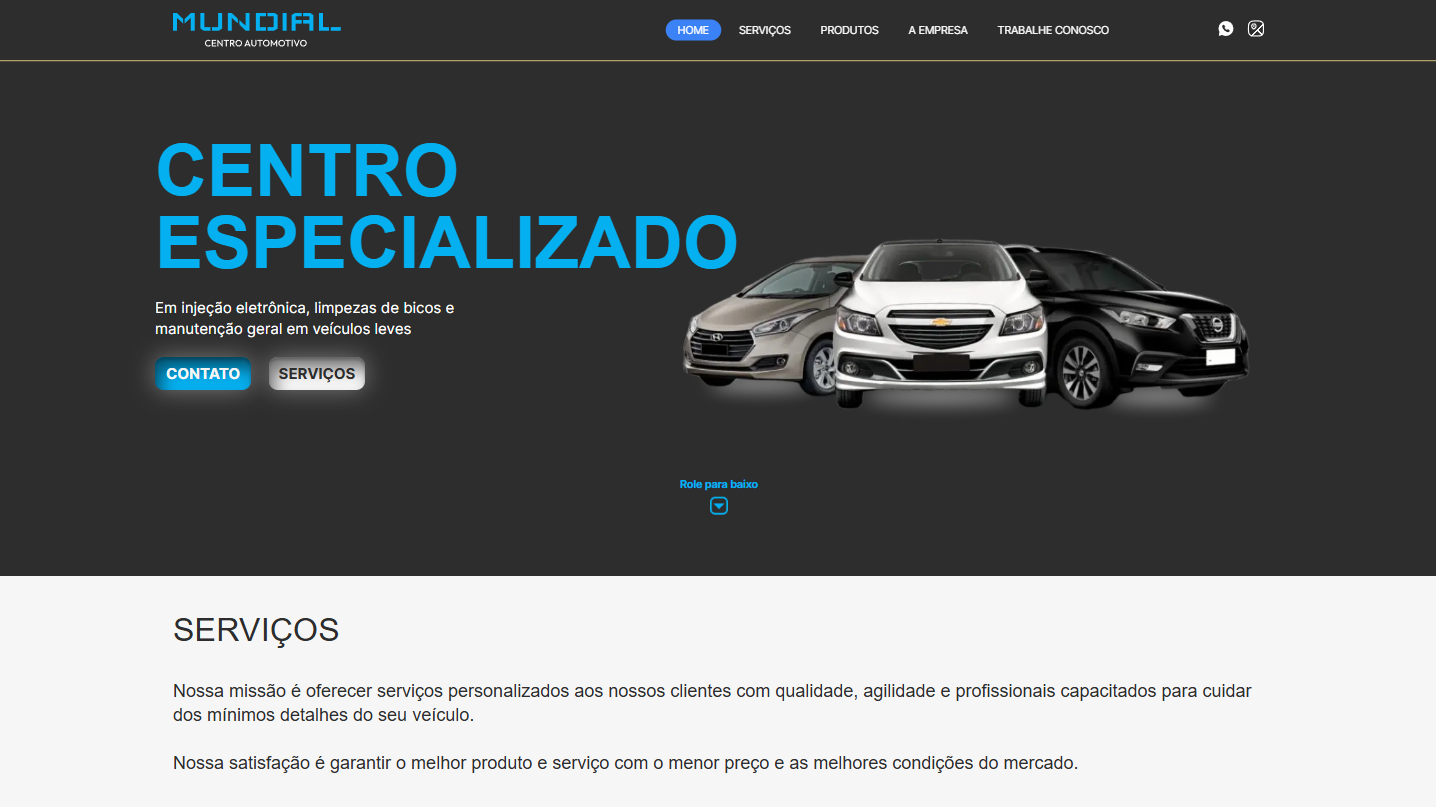 MUNDIAL
CENTRO AUTOMOTIVO
HOME
SERVIÇOS
PRODUTOS
A EMPRESA
TRABALHE CONOSCO
CENTRO
ESPECIALIZADO
Em injeção eletrônica, limpezas de bicos e
manutenção geral em veículos leves
CONTATO
SERVIÇOS
Role para baixo
SERVIÇOS
Nossa missão é oferecer serviços personalizados aos nossos clientes com qualidade, agilidade e profissionais capacitados para cuidar
dos mínimos detalhes do seu veículo.
Nossa satisfação é garantir o melhor produto e serviço com o menor preço e as melhores condições do mercado.